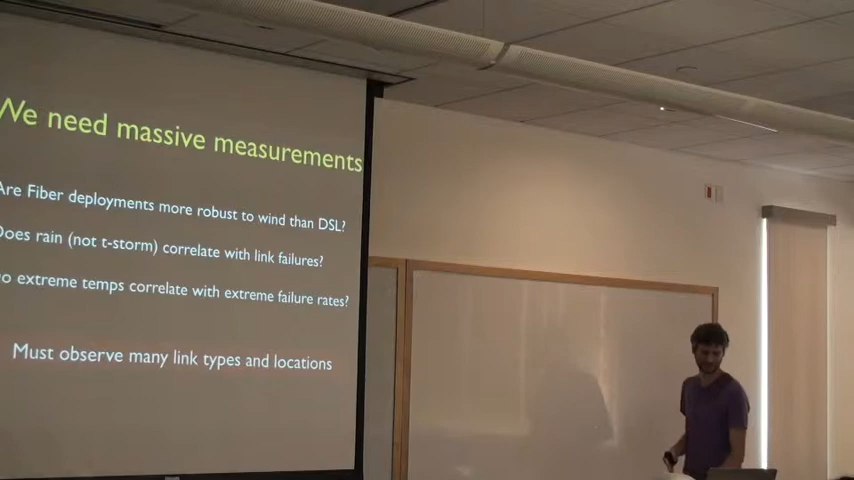 We need massive measurements
Are Fiber deployments more robust to wind than DSL?
Does rain (not t-storm) correlate with link failures?
extreme temps correlate with extreme failure rates?
Must observe many link types and locations